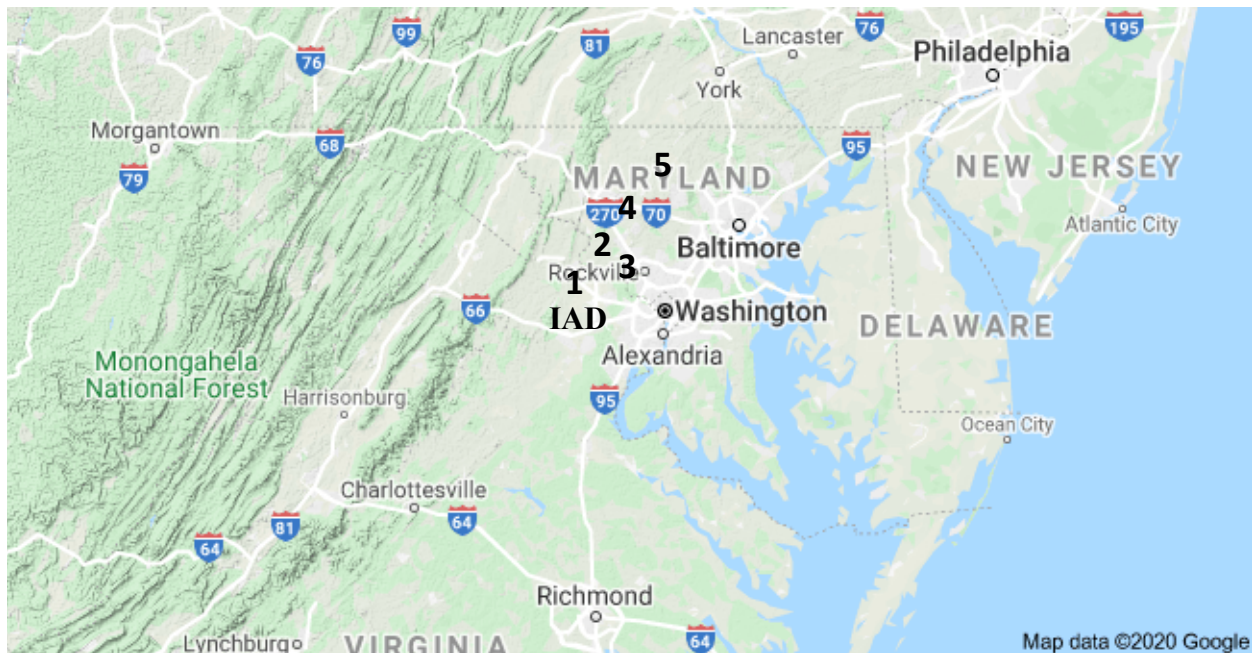 99
76
81
Lancaster
76
195
Philadelphia
York
Morgantown
68
95
79
5
MARYLAND
NEW JERSEY
270
4
70
Atlantic City
2
Baltimore
Rockville
3
1
66
IAD
Washington
DELAWARE
Alexandria
Monongahela
National Forest
Harrisonburg
95
Ocean City
Charlottesville
81
64
64
Richmond
64
Lynchburg
VIRGINIA
Map data ©2020 Google